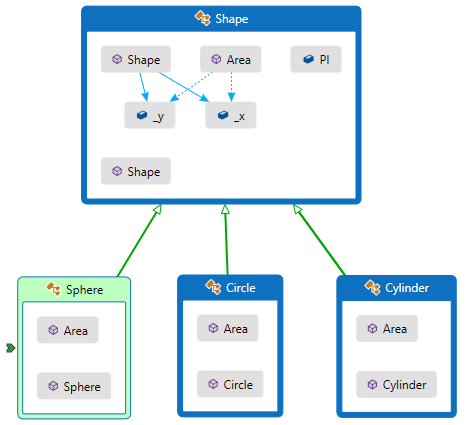 Shape
Shape
Area
PI
_y
_x
Shape
Sphere
Area
Sphere
Circle
Area
Circle
Cylinder
Area
Cylinder